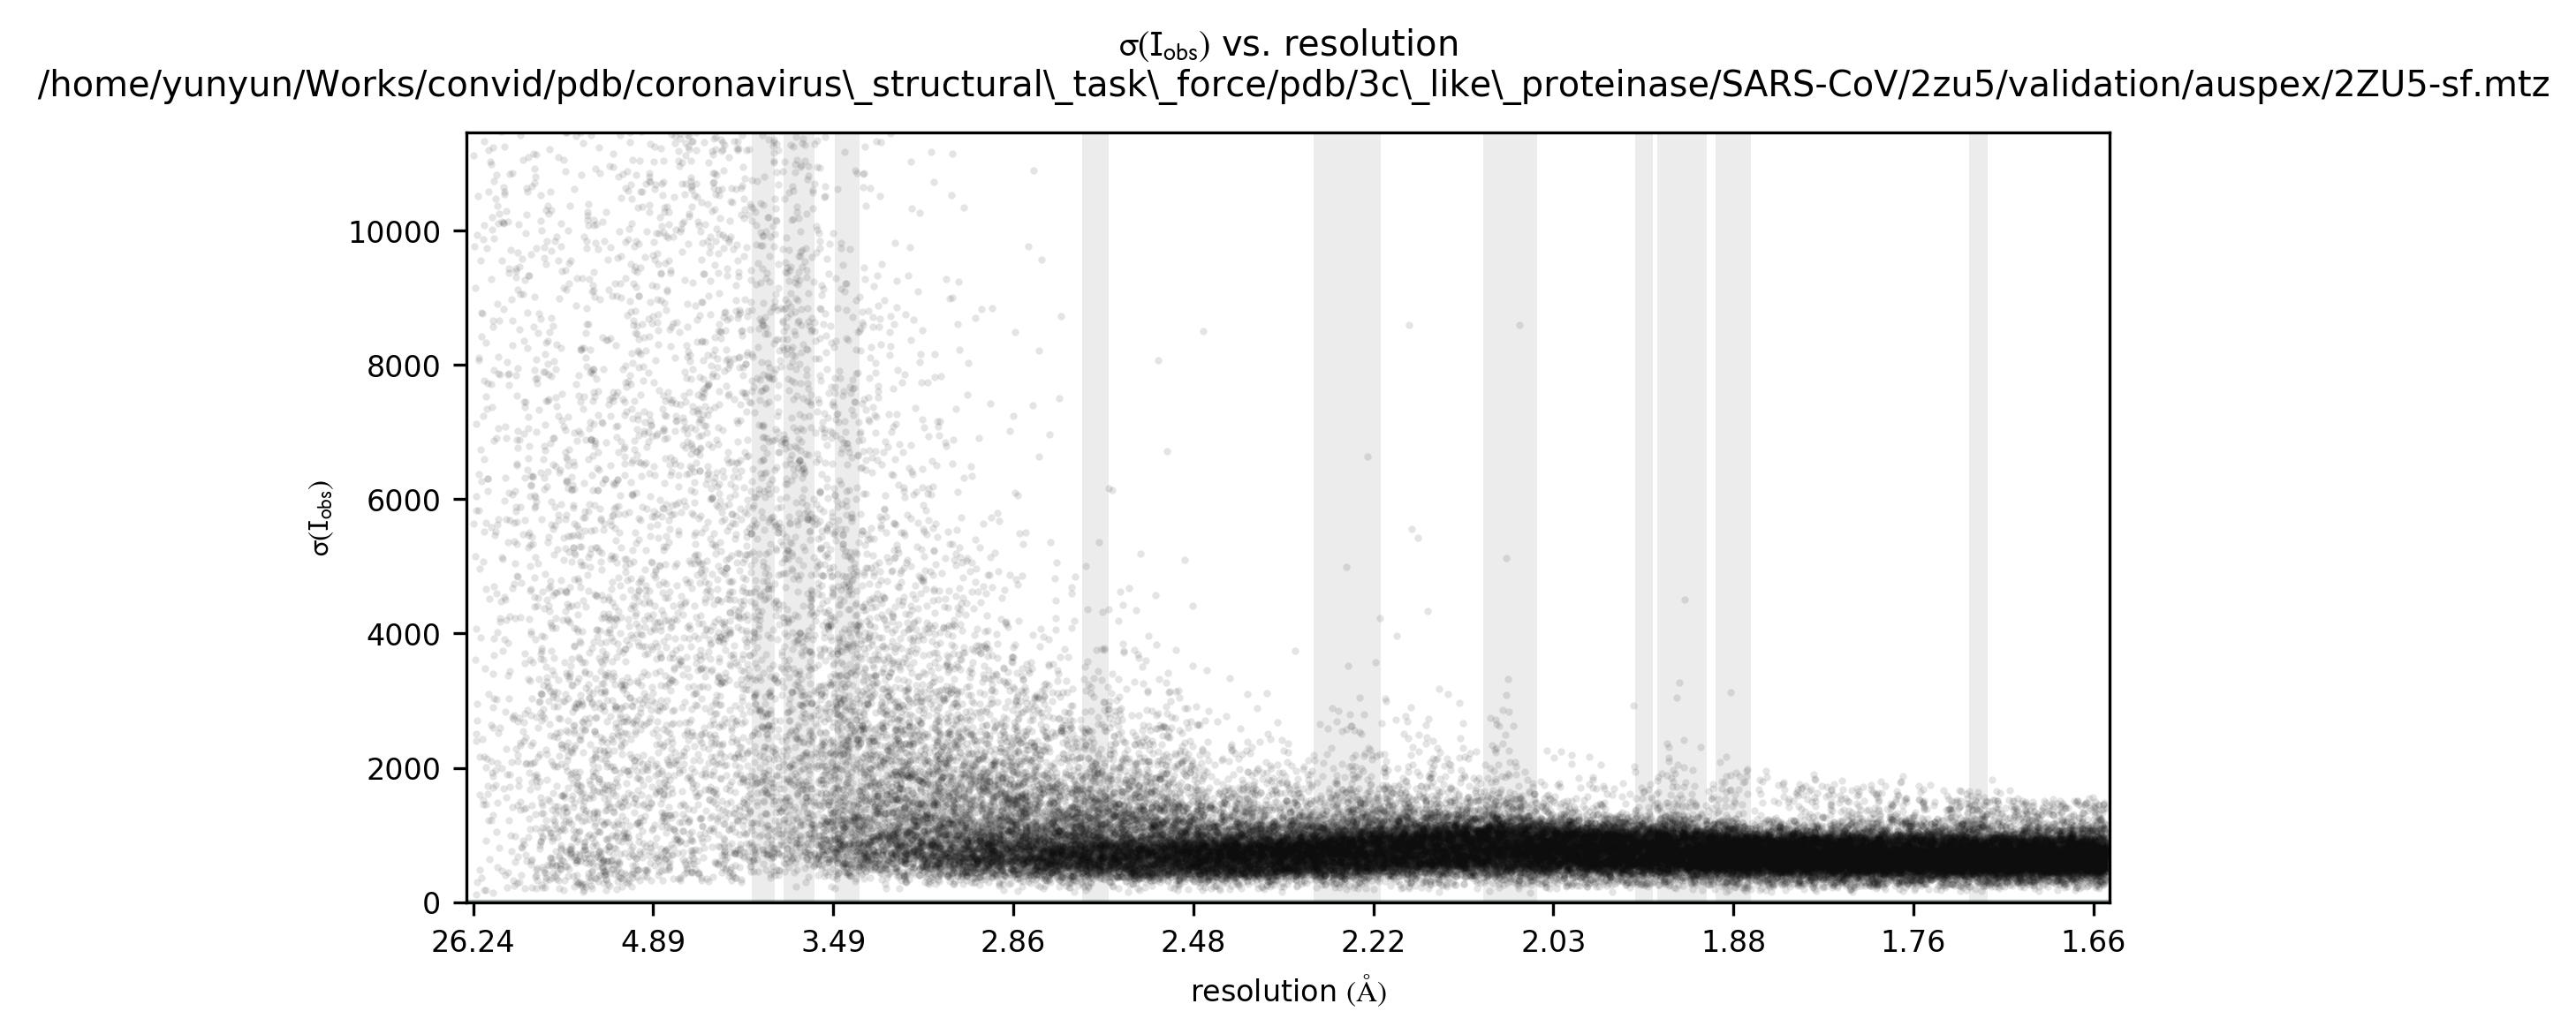 σ(I_obs) vs. resolution
/home/yunyun/Works/convid/pdb/coronavirus\_structural\_task\_force/pdb/3c\_like\_proteinase/SARS-CoV/2zu5/validation/auspex/2ZU5-sf.mtz
10000
8000
6000
4000
2000
0
σ(I_obs)
26.24 4.89 3.49 2.86 2.48 2.22 2.03 1.88 1.76 1.66
resolution (Å)